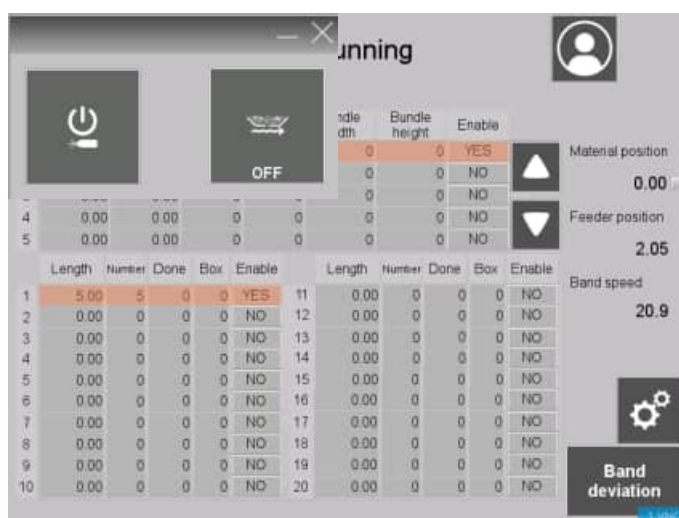 unning
OFF
ndle
dth
Bundle
height
Enable
0 0 YES
0 0 NO
0 0 NO
4 0.00 0.00 0 0 0 0 NO
5 0.00 0.00 0 0 0 0 NO
Material position
0.00
Feeder position
2.05
Band speed
20.9
Length Number Done Box Enable Length Number Done Box Enable
1 5.00 5 0 0 YES 11 0.00 0 0 0 NO
2 0.00 0 0 0 NO 12 0.00 0 0 0 NO
3 0.00 0 0 0 NO 13 0.00 0 0 0 NO
4 0.00 0 0 0 NO 14 0.00 0 0 0 NO
5 0.00 0 0 0 NO 15 0.00 0 0 0 NO
6 0.00 0 0 0 NO 16 0.00 0 0 0 NO
7 0.00 0 0 0 NO 17 0.00 0 0 0 NO
8 0.00 0 0 0 NO 18 0.00 0 0 0 NO
9 0.00 0 0 0 NO 19 0.00 0 0 0 NO
10 0.00 0 0 0 NO 20 0.00 0 0 0 NO
Band
deviation